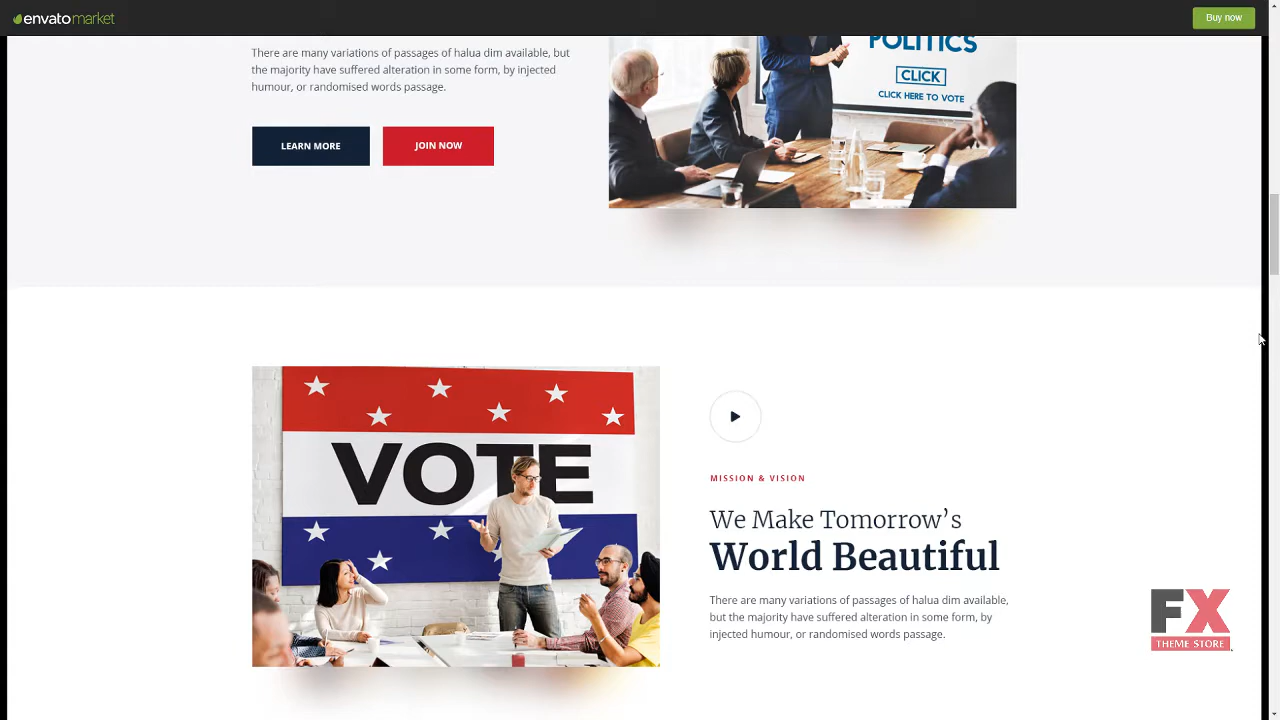 envato market
Buy now
There are many variations of passages of halua dim available, but
the majority have suffered alteration in some form, by injected
humour, or randomised words passage.
LEARN MORE
JOIN NOW
POLITICS
CLICK
CLICK HERE TO VOTE
VOTE
MISSION & VISION
We Make Tomorrow’s
World Beautiful
There are many variations of passages of halua dim available,
but the majority have suffered alteration in some form, by
injected humour, or randomised words passage.
FX
THEME STORE